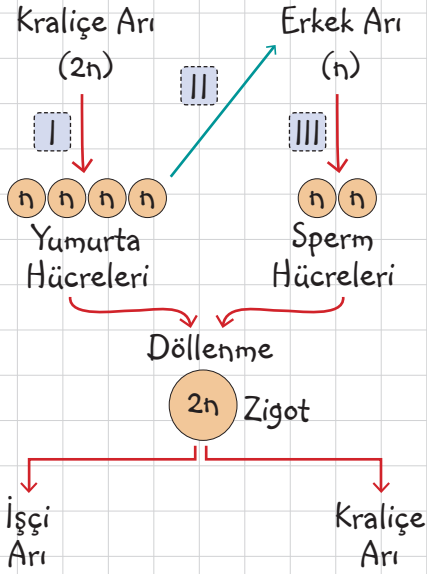 Kraliçe Arı
(2n)
Erkek Arı
(n)
I
II
III
n n n n
n n
Yumurta
Hücreleri
Sperm
Hücreleri
Döllenme
2n
Zigot
İşçi
Arı
Kraliçe
Arı